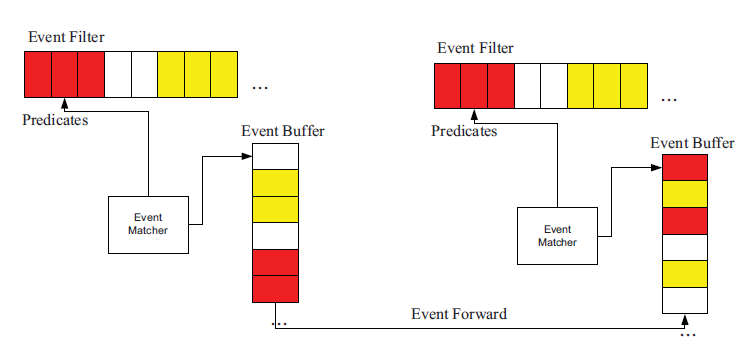 Event Filter
...
Predicates
Event Buffer
Event
Matcher
...
Event Filter
...
Predicates
Event Buffer
Event
Matcher
...
Event Forward